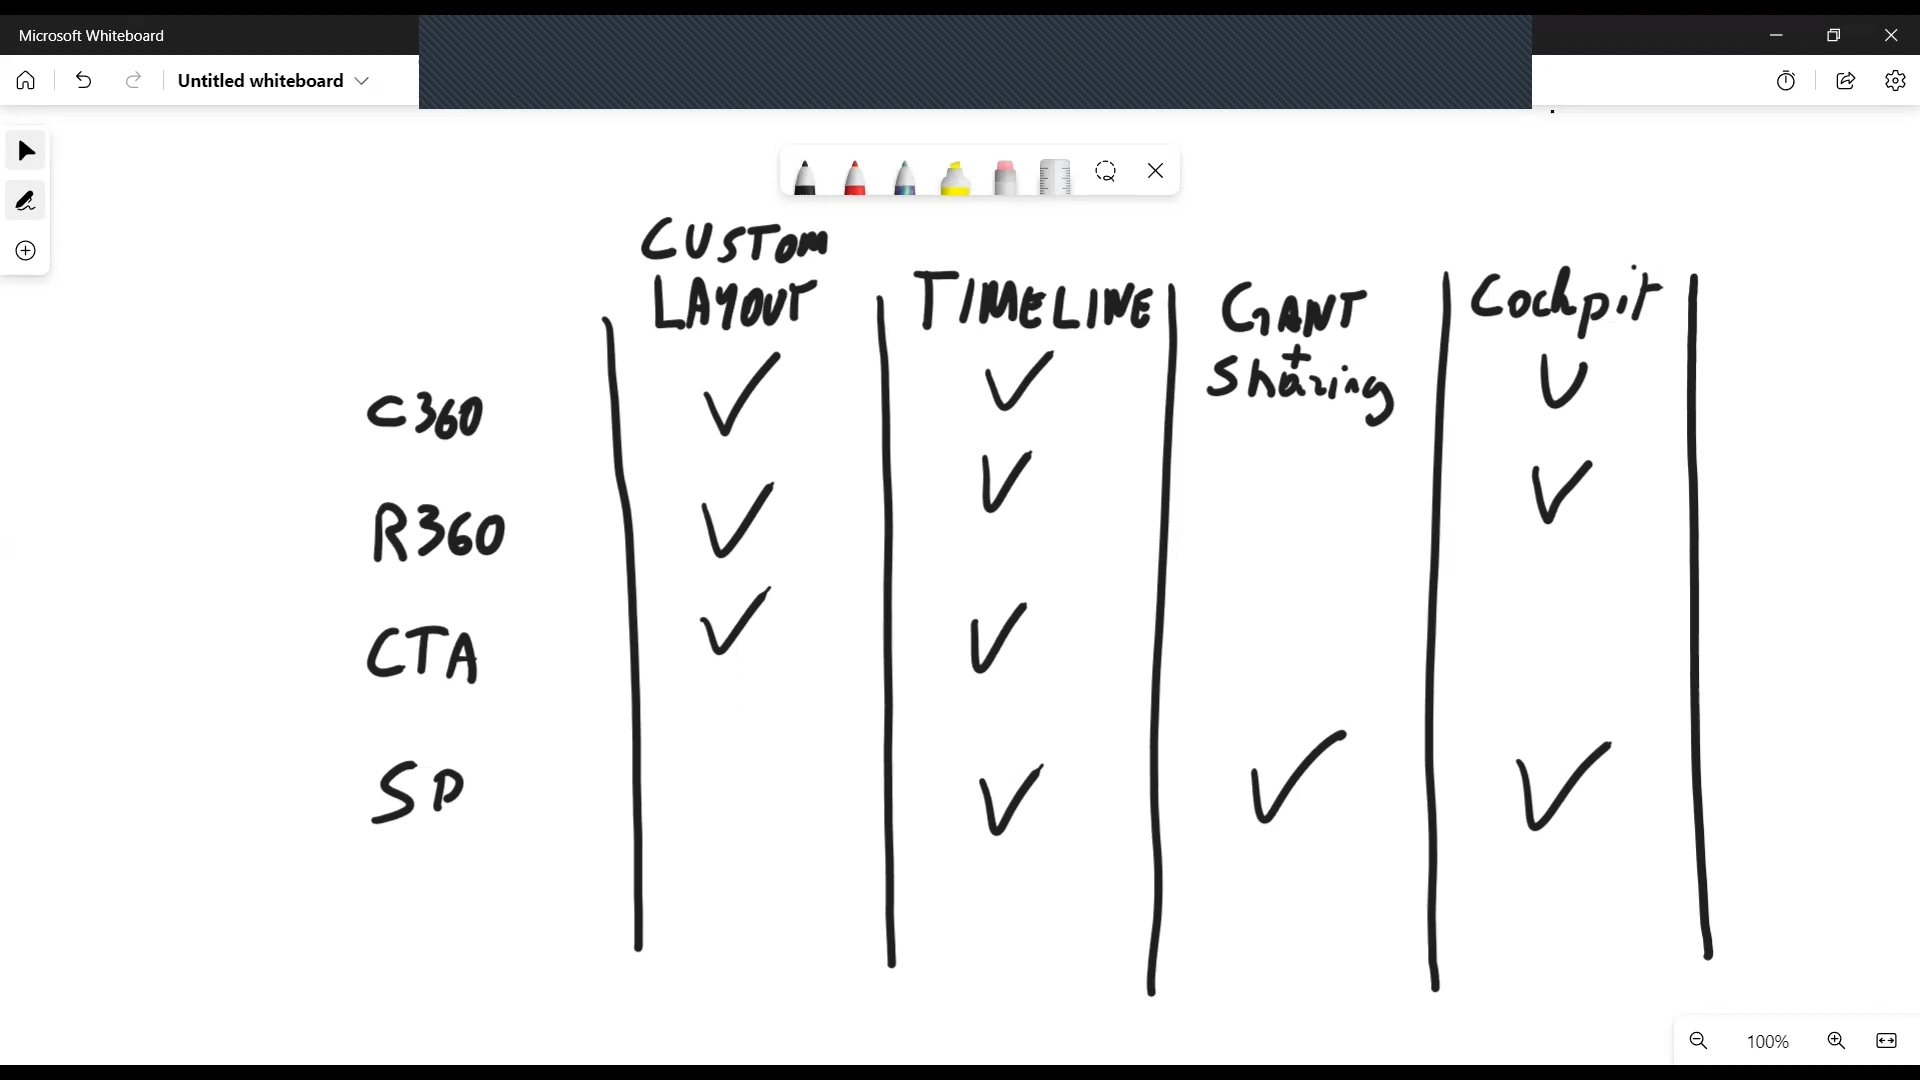 Microsoft Whiteboard
Untitled whiteboard
CUSTOM
LAYOUT
TIMELINE
GANT
+
Sharing
Cockpit
C360
✓ ✓ ✓
R360
✓ ✓ ✓
CTA
✓ ✓
SP
✓ ✓ ✓
100%